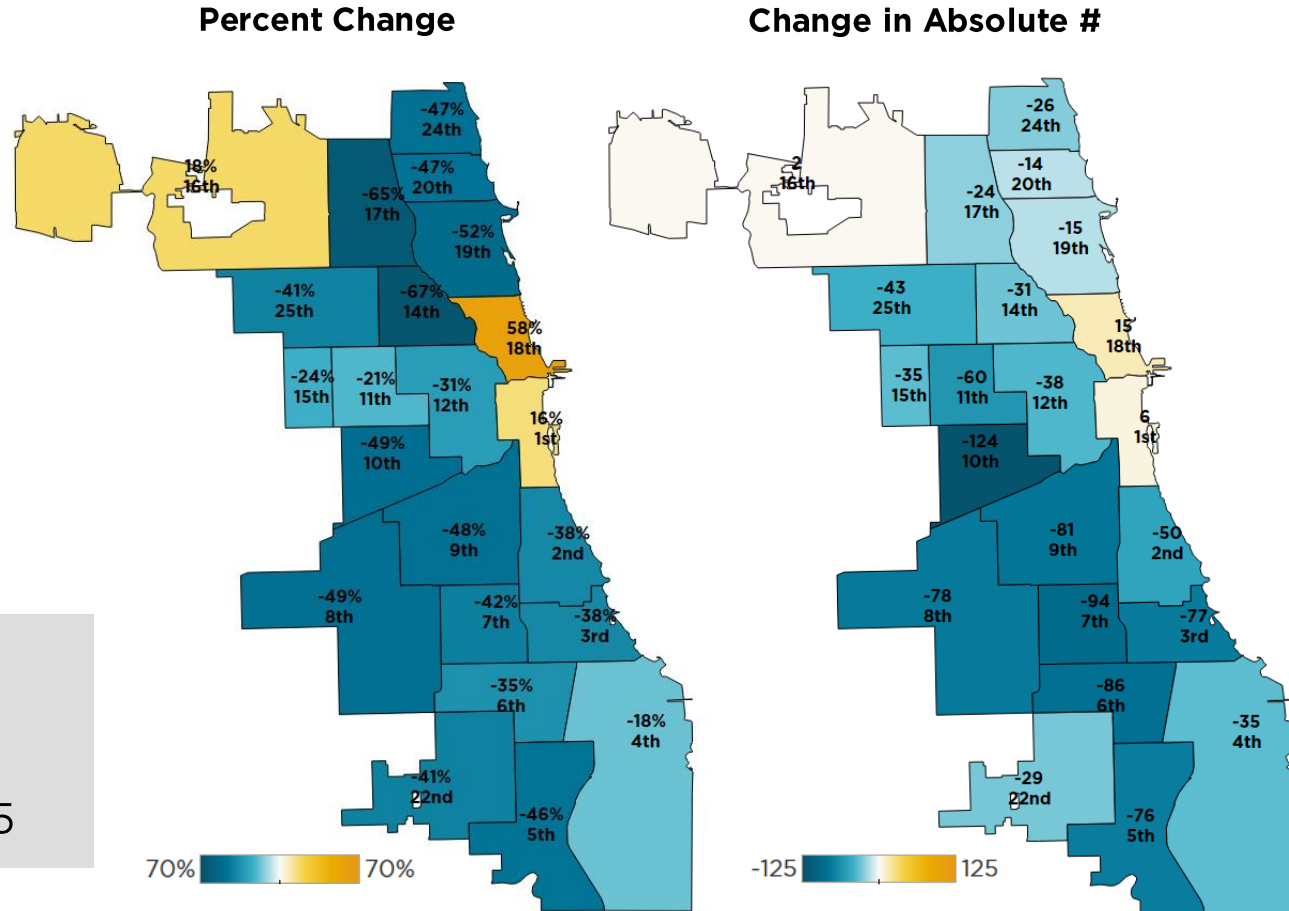 Percent Change
-47%
24th
-47%
20th
18%
16th
-65%
17th
-52%
19th
-41%
25th
-67%
14th
58%
18th
-24%
15th
-21%
11th
-31%
12th
16%
1st
-49%
10th
-48%
9th
-38%
2nd
-49%
8th
-42%
7th
-38%
3rd
-35%
6th
-18%
4th
-41%
22nd
-46%
5th
70%
70%
5
Change in Absolute #
-26
24th
-14
20th
2
16th
-24
17th
-15
19th
-43
25th
-31
14th
15
18th
-35
15th
-60
11th
-38
12th
6
1st
-124
10th
-81
9th
-50
2nd
-78
8th
-94
7th
-77
3rd
-86
6th
-35
4th
-29
22nd
-76
5th
-125
125